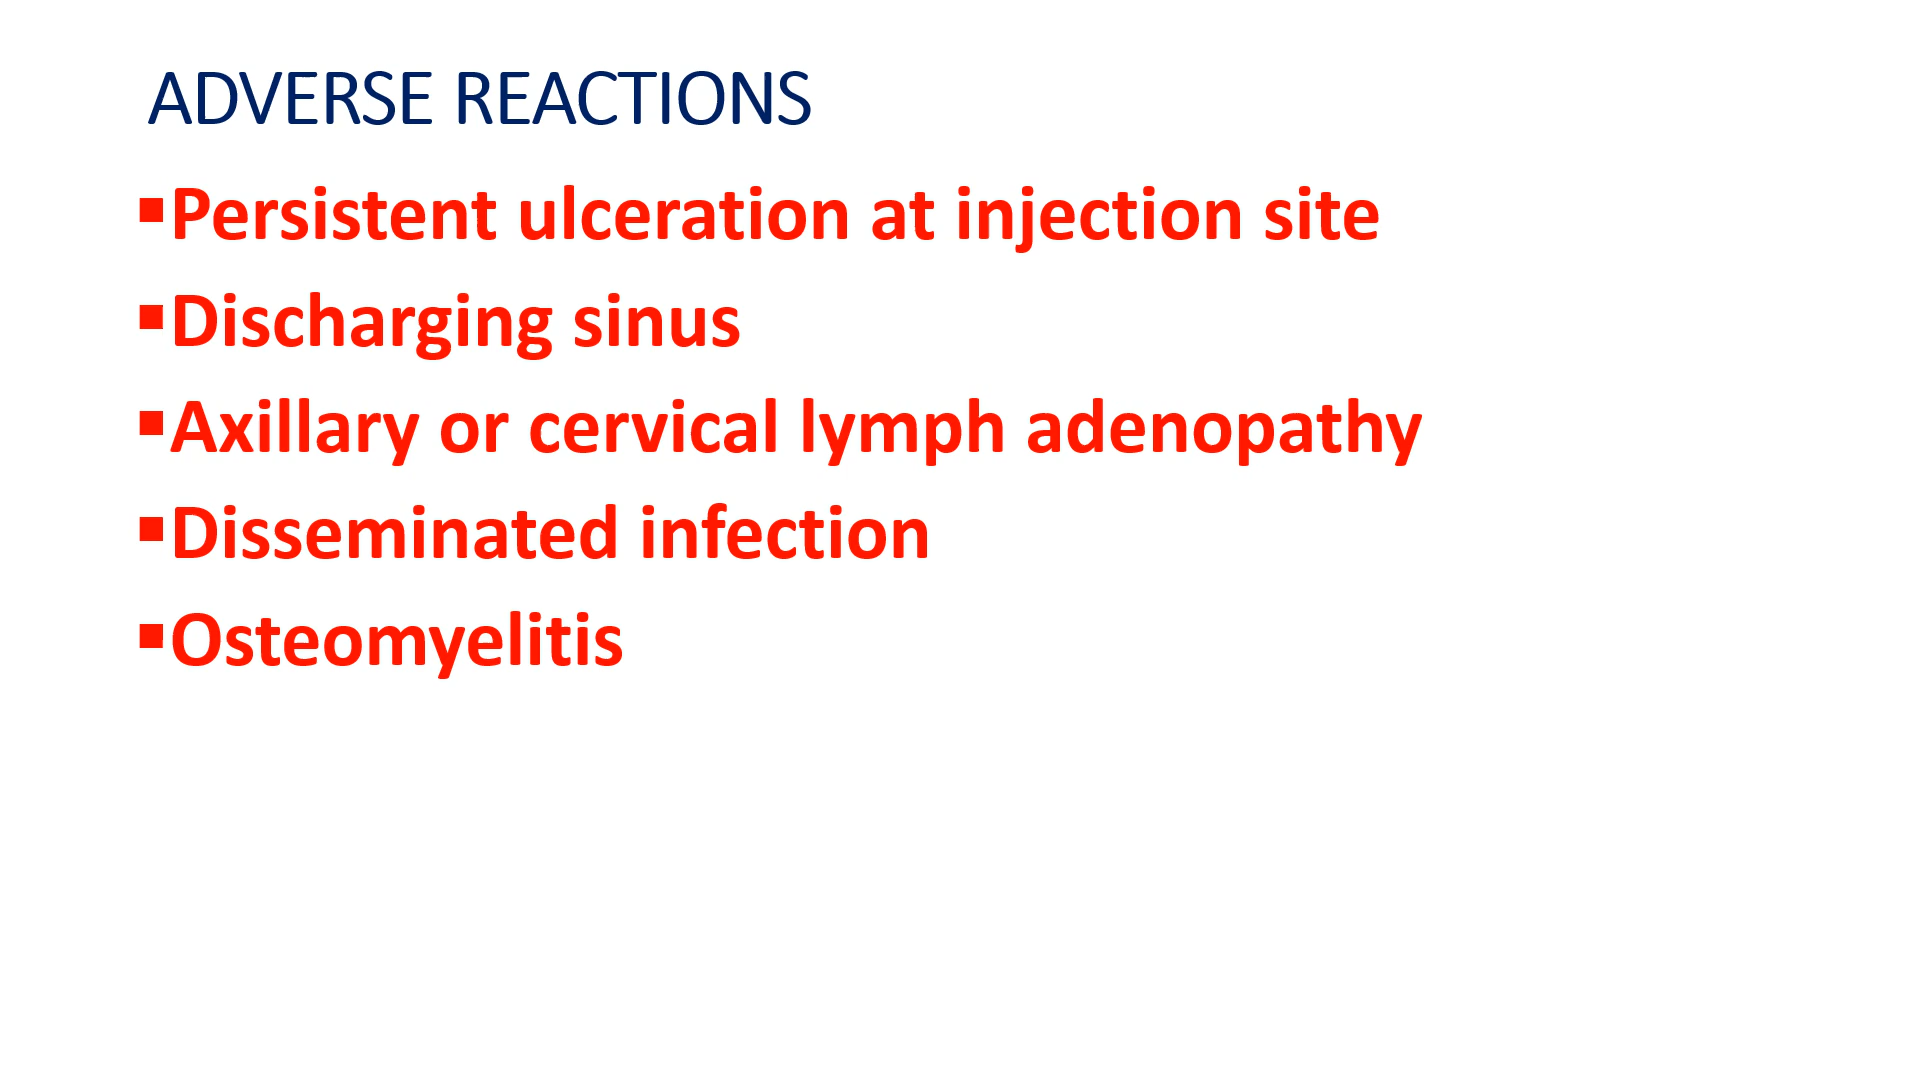 ADVERSE REACTIONS
▪Persistent ulceration at injection site
▪Discharging sinus
▪Axillary or cervical lymph adenopathy
▪Disseminated infection
▪Osteomyelitis